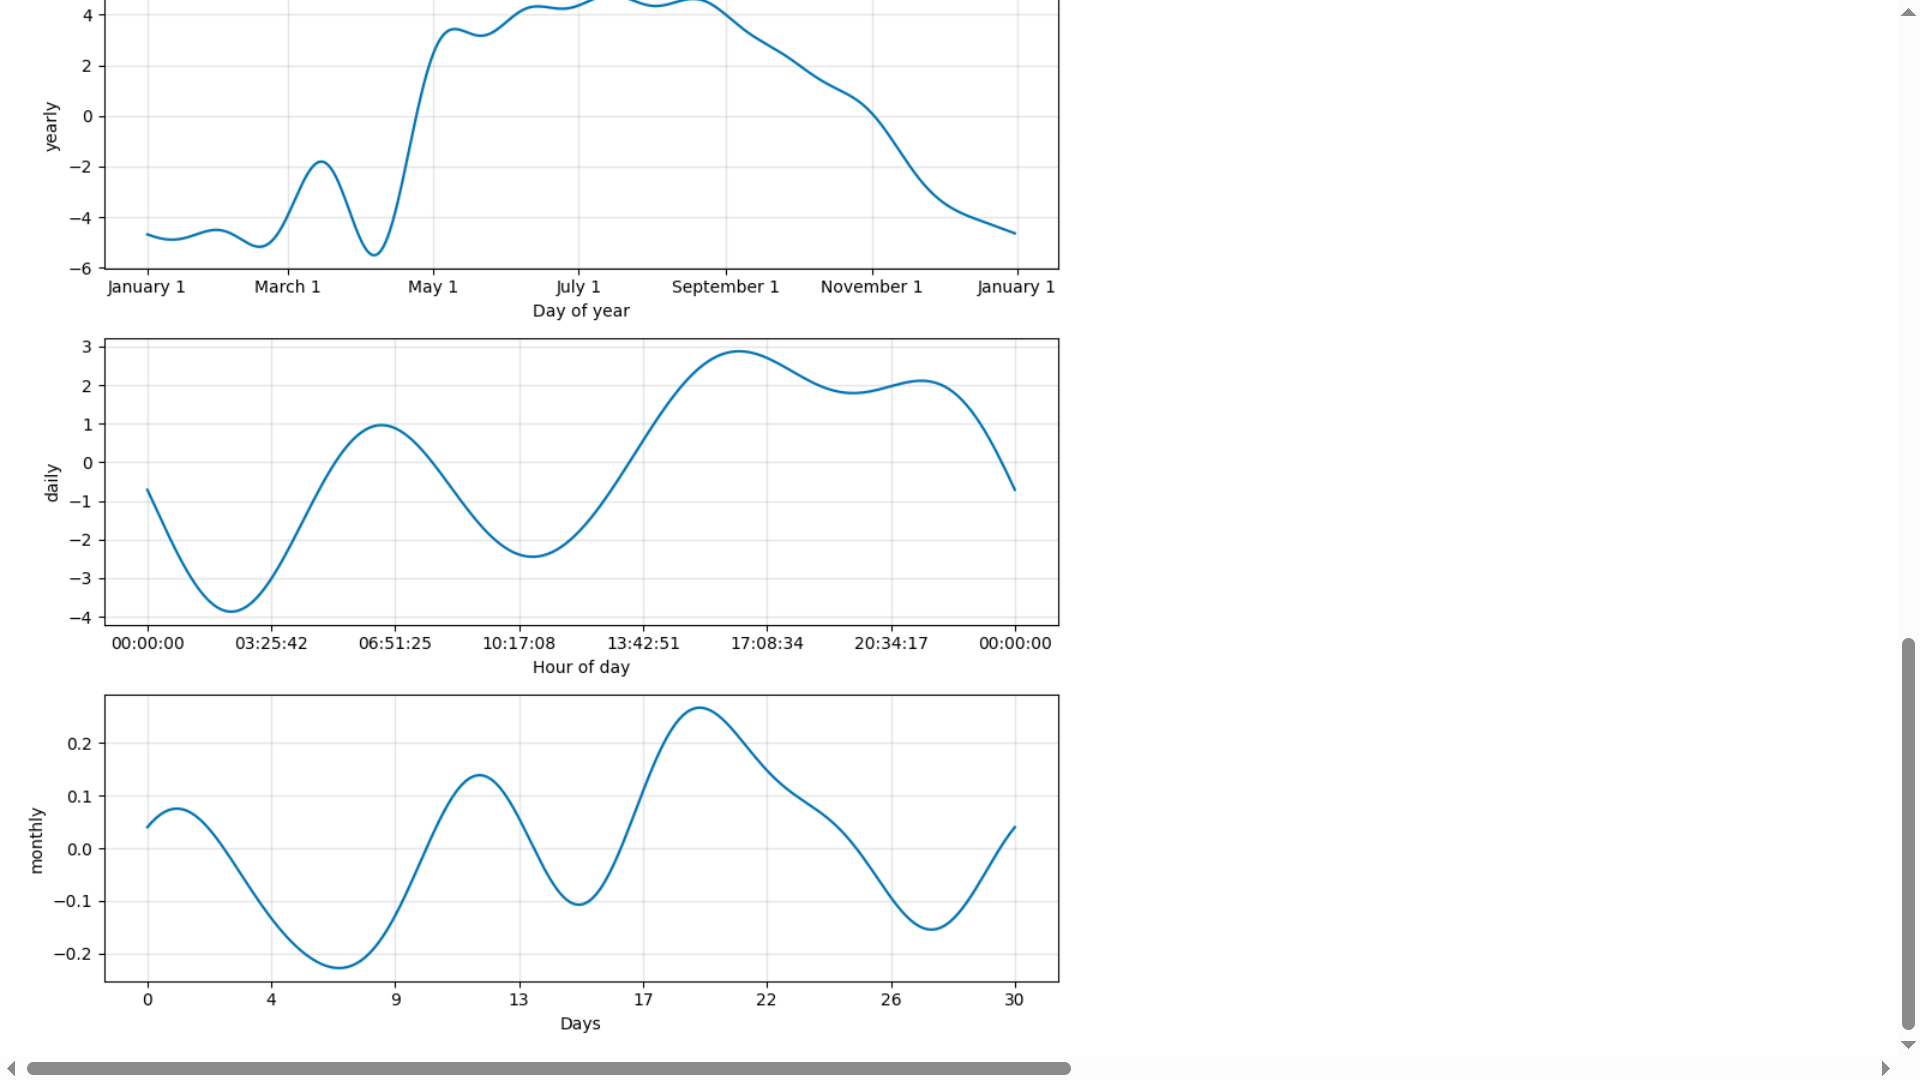 4
2
0
−2
−4
−6
yearly
January 1 March 1 May 1 July 1 September 1 November 1 January 1
Day of year
3
2
1
0
−1
−2
−3
−4
daily
00:00:00 03:25:42 06:51:25 10:17:08 13:42:51 17:08:34 20:34:17 00:00:00
Hour of day
0.2
0.1
0.0
−0.1
−0.2
monthly
0 4 9 13 17 22 26 30
Days